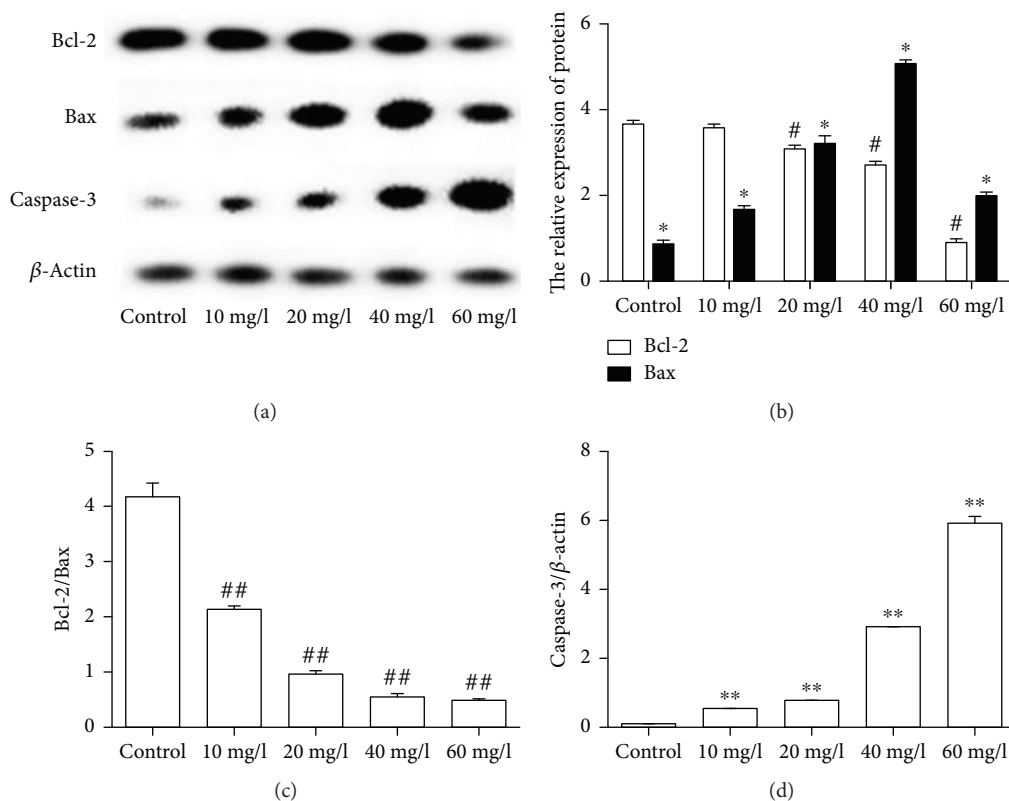 Bcl-2
Bax
Caspase-3
β-Actin
Control 10 mg/l 20 mg/l 40 mg/l 60 mg/l
(a)
The relative expression of protein
6
4
2
0
# * # * * * # *
Control 10 mg/l 20 mg/l 40 mg/l 60 mg/l
Bcl-2
Bax
(b)
Bcl-2/Bax
5
4
3
2
1
0
## ## ## ##
Control 10 mg/l 20 mg/l 40 mg/l 60 mg/l
(c)
Caspase-3/β-actin
8
6
4
2
0
** ** ** **
Control 10 mg/l 20 mg/l 40 mg/l 60 mg/l
(d)